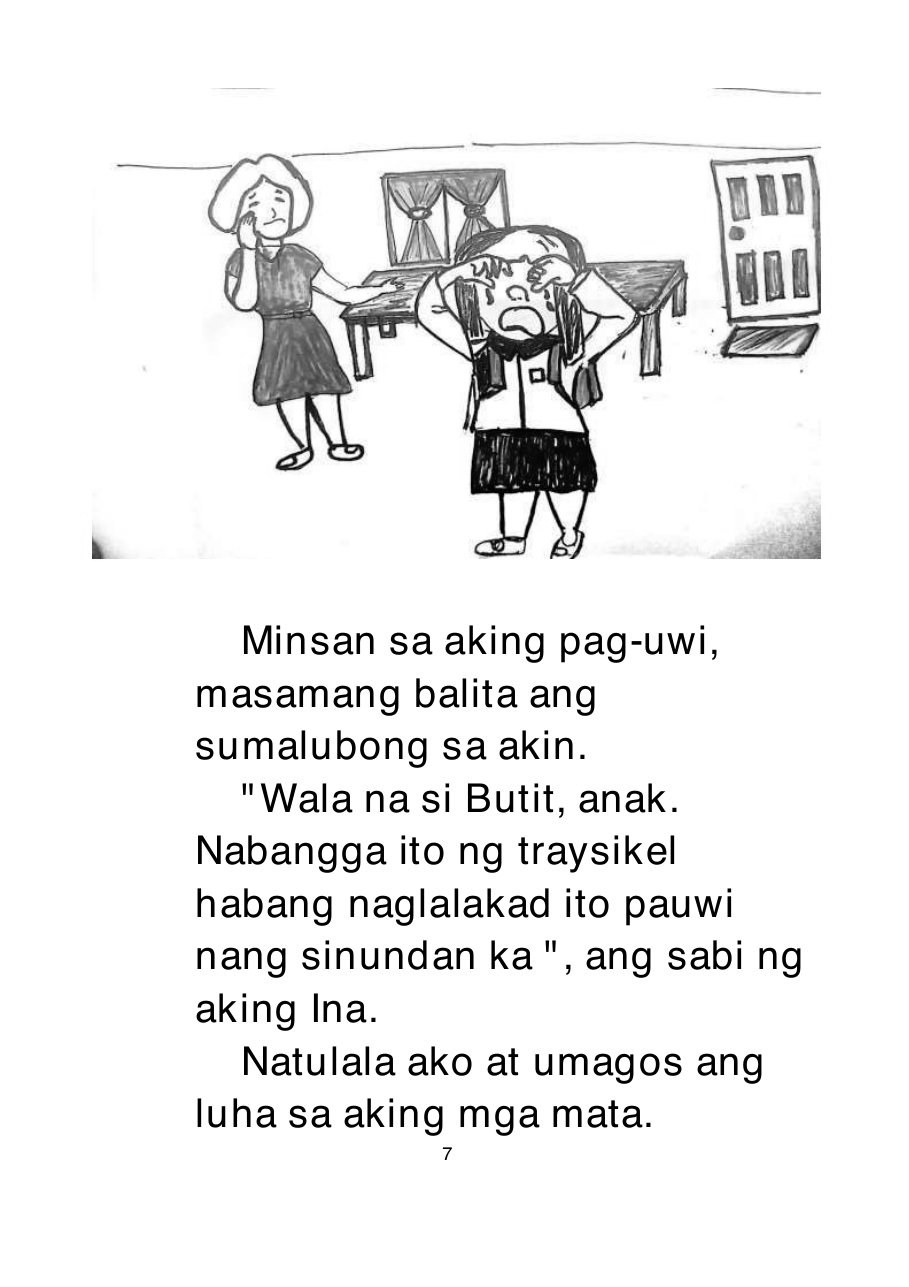 Minsan sa aking pag-uwi,
masamang balita ang
sumalubong sa akin.
"Wala na si Butit, anak.
Nabangga ito ng traysikel
habang naglalakad ito pauwi
nang sinundan ka ", ang sabi ng
aking Ina.
Natulala ako at umagos ang
luha sa aking mga mata.
7